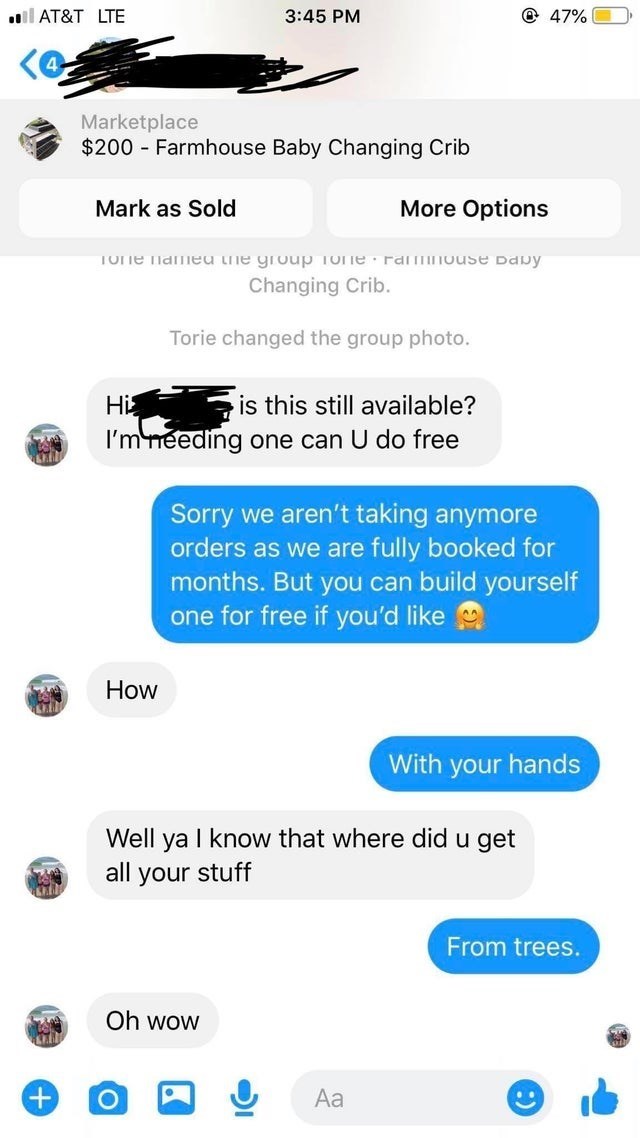 AT&T LTE 3:45 PM 47%
4
Marketplace
$200 - Farmhouse Baby Changing Crib
Mark as Sold More Options
Torie named the group Torie · Farmhouse Baby
Changing Crib.
Torie changed the group photo.
Hi is this still available?
I'm needing one can U do free
Sorry we aren't taking anymore
orders as we are fully booked for
months. But you can build yourself
one for free if you'd like 🤗
How
With your hands
Well ya I know that where did u get
all your stuff
From trees.
Oh wow
Aa